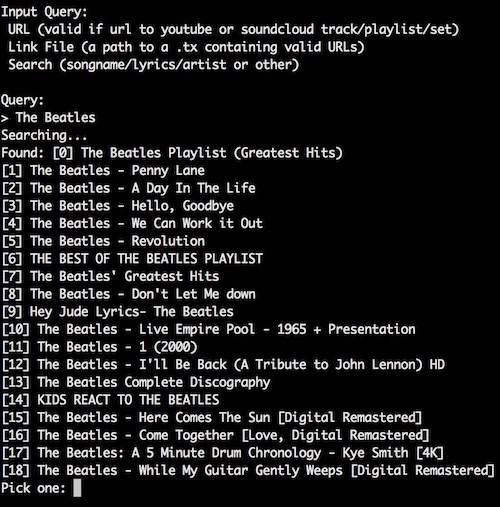 Input Query:
URL (valid if url to youtube or soundcloud track/playlist/set)
Link File (a path to a .tx containing valid URLs)
Search (songname/lyrics/artist or other)
Query:
> The Beatles
Searching...
Found: [0] The Beatles Playlist (Greatest Hits)
[1] The Beatles - Penny Lane
[2] The Beatles - A Day In The Life
[3] The Beatles - Hello, Goodbye
[4] The Beatles - We Can Work it Out
[5] The Beatles - Revolution
[6] THE BEST OF THE BEATLES PLAYLIST
[7] The Beatles' Greatest Hits
[8] The Beatles - Don't Let Me down
[9] Hey Jude Lyrics- The Beatles
[10] The Beatles - Live Empire Pool - 1965 + Presentation
[11] The Beatles - 1 (2000)
[12] The Beatles - I'll Be Back (A Tribute to John Lennon) HD
[13] The Beatles Complete Discography
[14] KIDS REACT TO THE BEATLES
[15] The Beatles - Here Comes The Sun [Digital Remastered]
[16] The Beatles - Come Together [Love, Digital Remastered]
[17] The Beatles: A 5 Minute Drum Chronology - Kye Smith [4K]
[18] The Beatles - While My Guitar Gently Weeps [Digital Remastered]
Pick one: